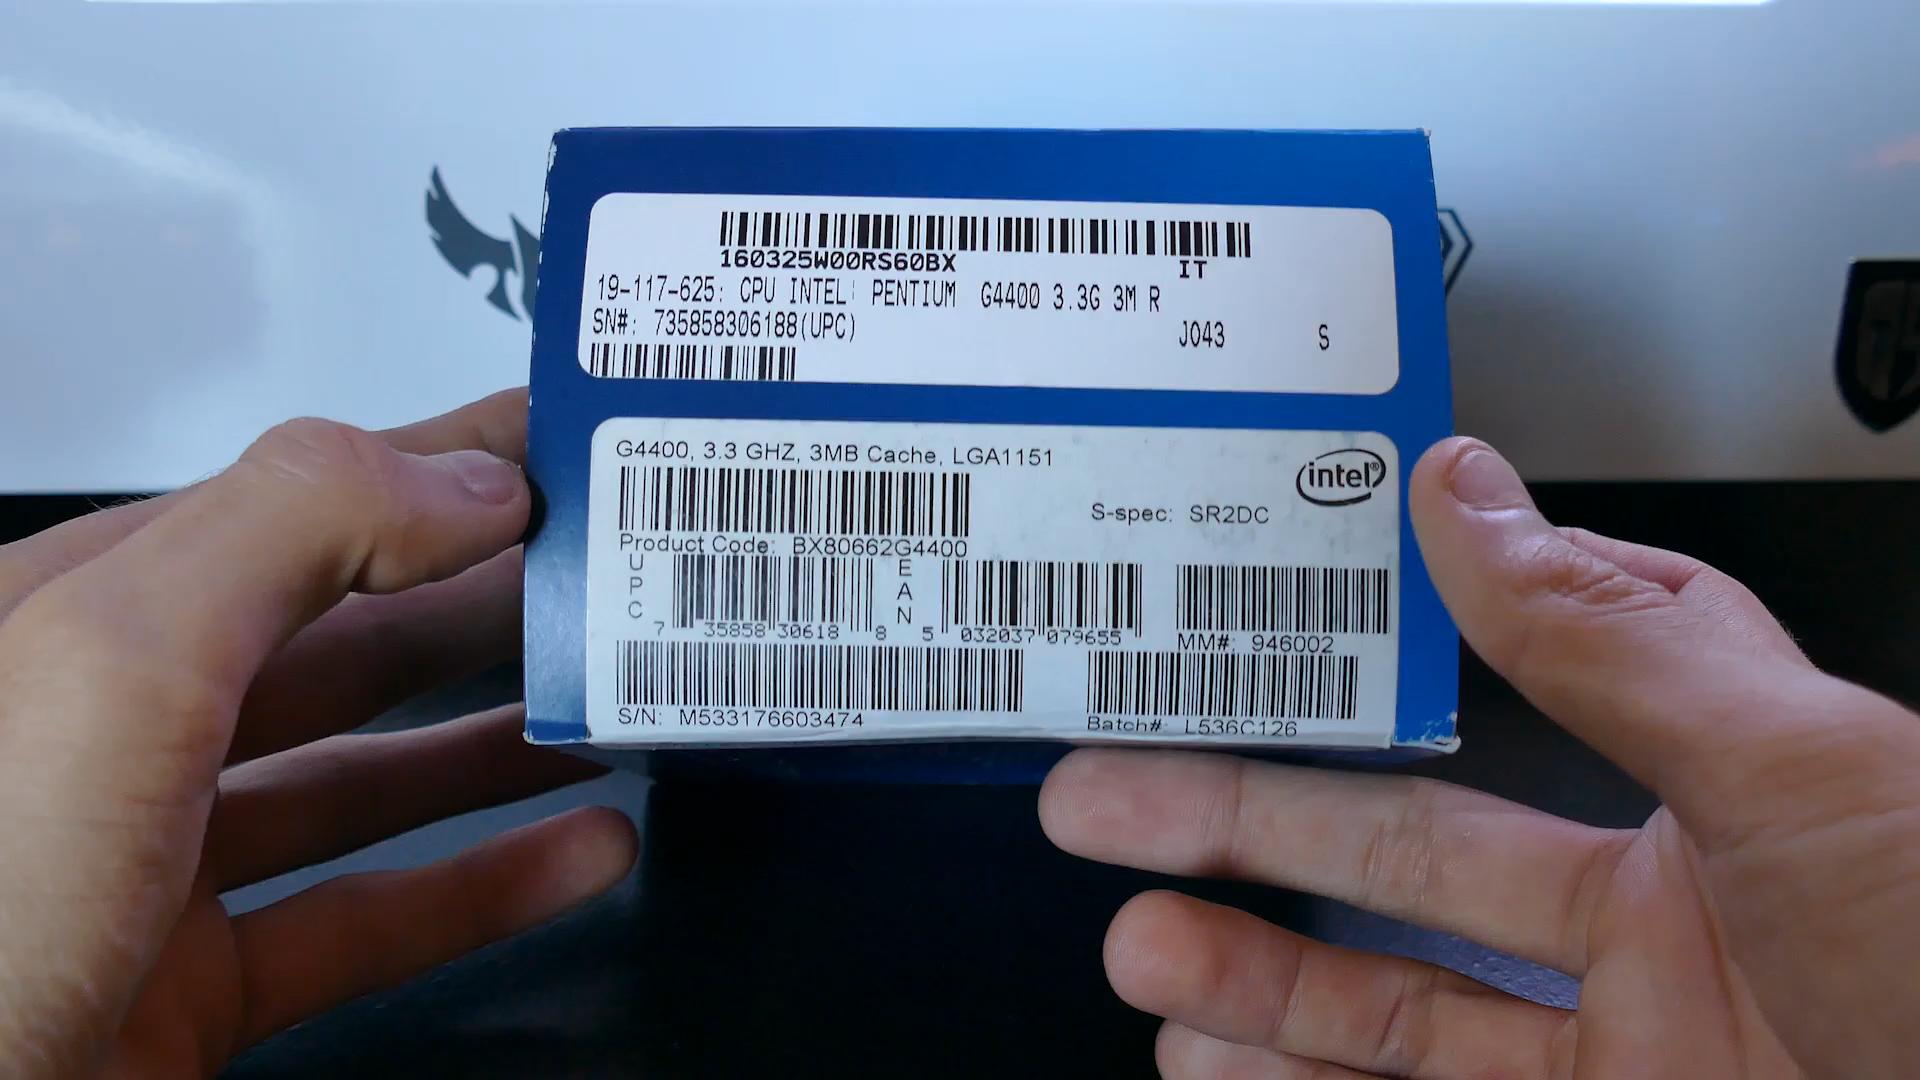 160325W00RS60BX IT
19-117-625: CPU INTEL PENTIUM G4400 3.3G 3M R
SN#: 735858306188(UPC) J043 S
G4400, 3.3 GHZ, 3MB Cache, LGA1151
intel®
S-spec: SR2DC
Product Code: BX80662G4400
UPC
7 35858 30618 8
EAN
5 032037 079655
MM#: 946002
S/N: M533176603474
Batch#: L536C126